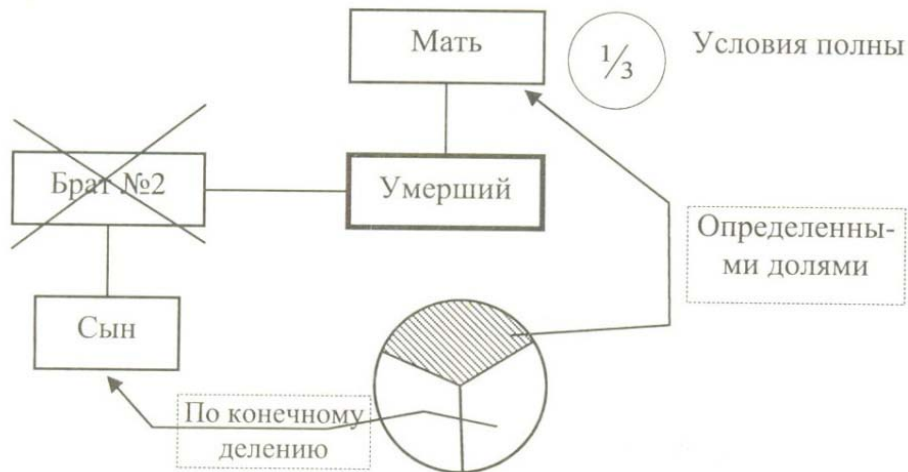 Мать
1/3
Условия полны
Брат №2
Умерший
Определенны-
ми долями
Сын
По конечному
делению